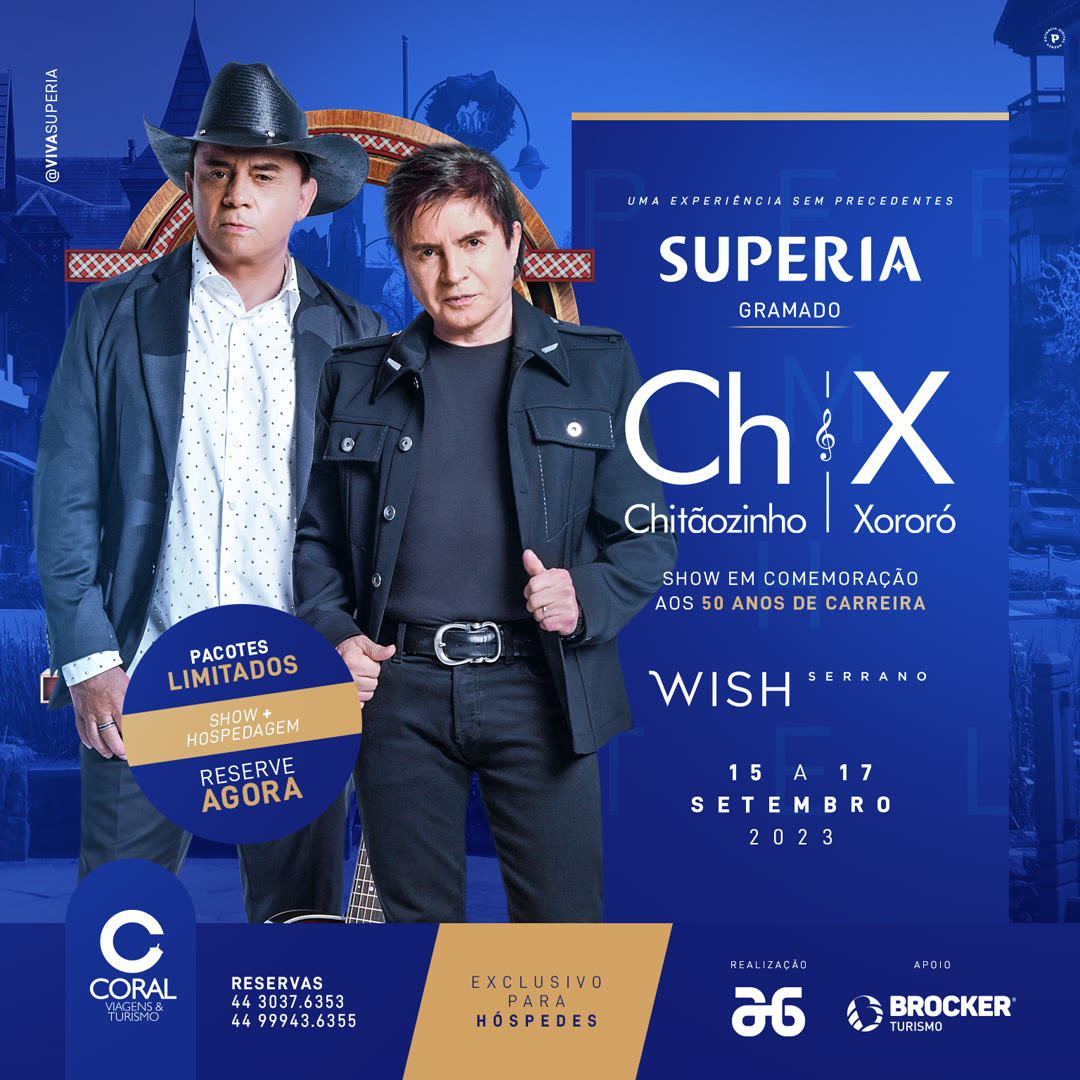 @VIVASUPERIA
UMA EXPERIÊNCIA SEM PRECEDENTES
SUPERIA
GRAMADO
Ch X
Chitãozinho Xororó
SHOW EM COMEMORAÇÃO
AOS 50 ANOS DE CARREIRA
WISH SERRANO
15 A 17
SETEMBRO
2023
PACOTES
LIMITADOS
SHOW +
HOSPEDAGEM
RESERVE
AGORA
C
CORAL
VIAGENS &
TURISMO
RESERVAS
44 3037.6353
44 99943.6355
EXCLUSIVO
PARA
HÓSPEDES
REALIZAÇÃO
APOIO
BROCKER®
TURISMO